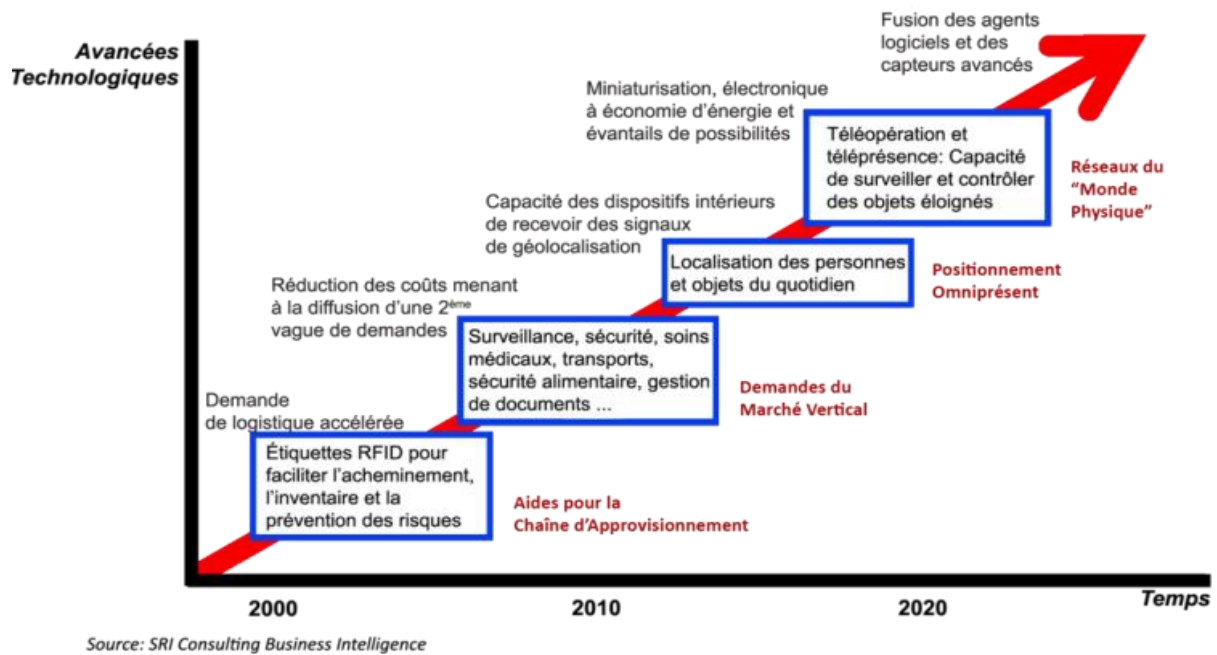 Avancées
Technologiques
Fusion des agents
logiciels et des
capteurs avancés
Miniaturisation, électronique
à économie d'énergie et
évantails de possibilités
Téléopération et
téléprésence: Capacité
de surveiller et contrôler
des objets éloignés
Réseaux du
“Monde
Physique”
Capacité des dispositifs intérieurs
de recevoir des signaux
de géolocalisation
Localisation des personnes
et objets du quotidien
Positionnement
Omniprésent
Réduction des coûts menant
à la diffusion d'une 2ème
vague de demandes
Surveillance, sécurité, soins
médicaux, transports,
sécurité alimentaire, gestion
de documents ...
Demandes du
Marché Vertical
Demande
de logistique accélérée
Étiquettes RFID pour
faciliter l'acheminement,
l'inventaire et la
prévention des risques
Aides pour la
Chaîne d'Approvisionnement
2000
2010
2020
Temps
Source: SRI Consulting Business Intelligence